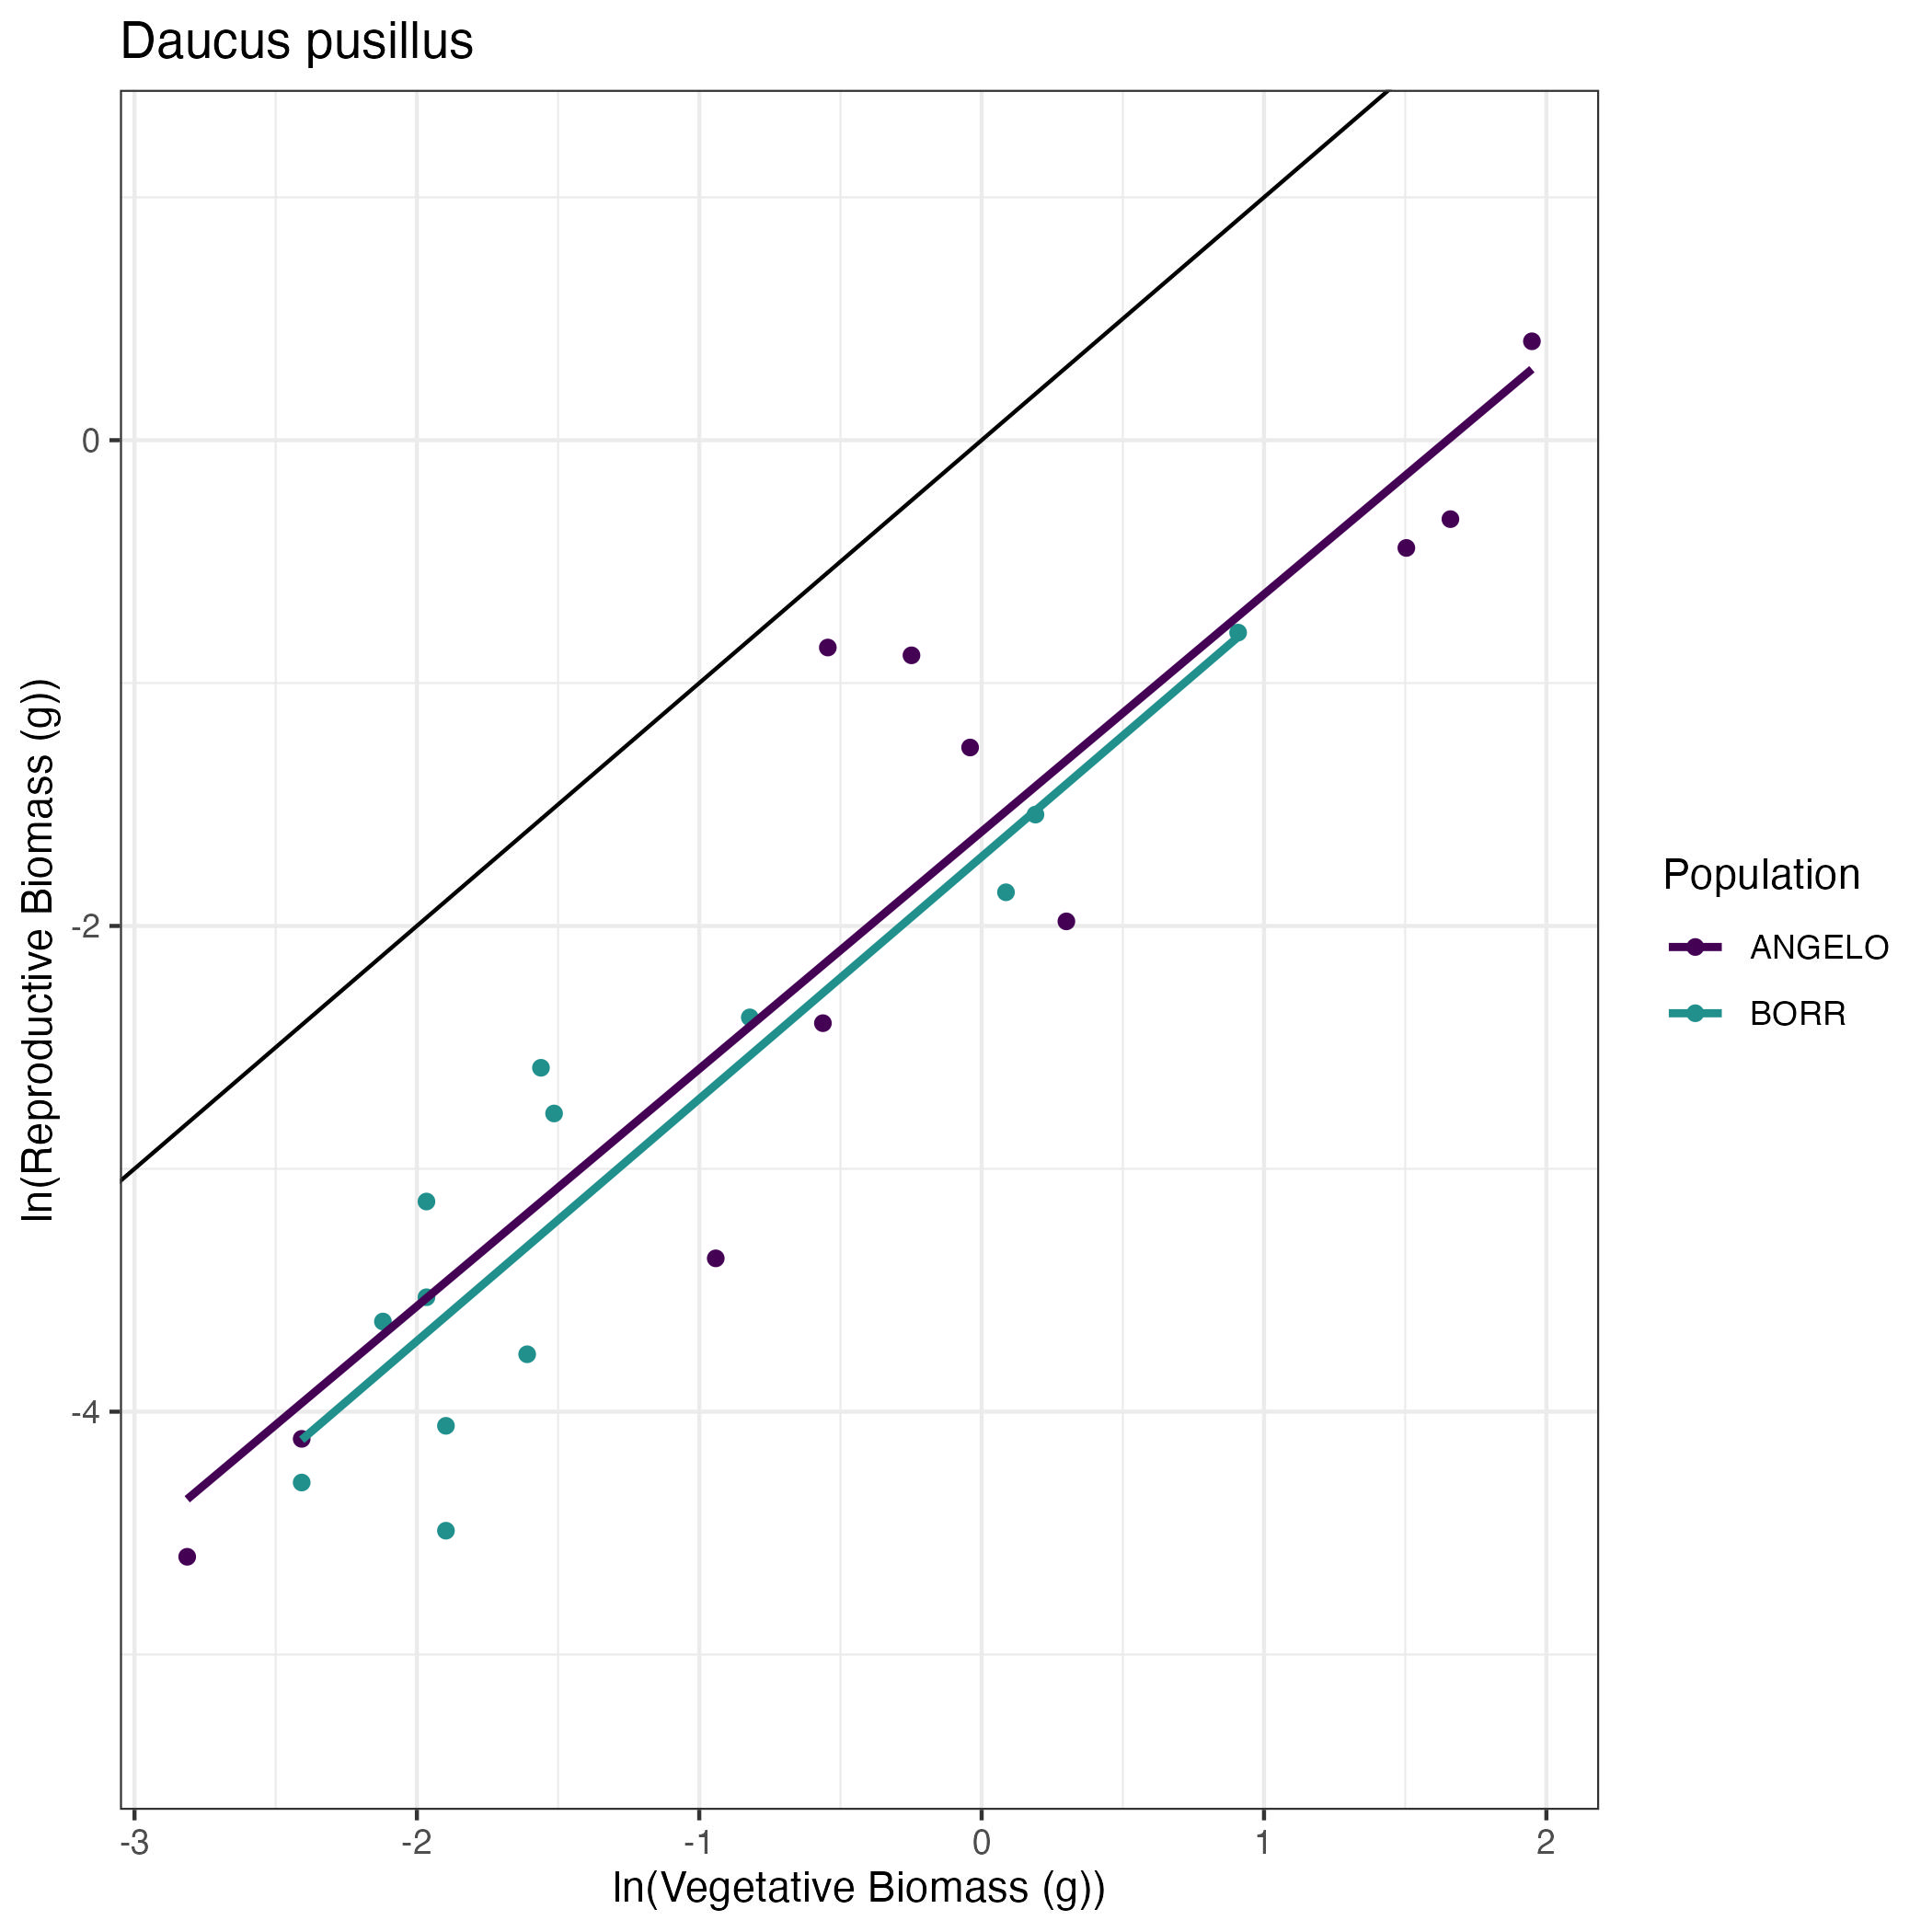 Daucus pusillus
ln(Reproductive Biomass (g))
0
-2
-4
-3
-2
-1
0
1
2
ln(Vegetative Biomass (g))
Population
ANGELO
BORR